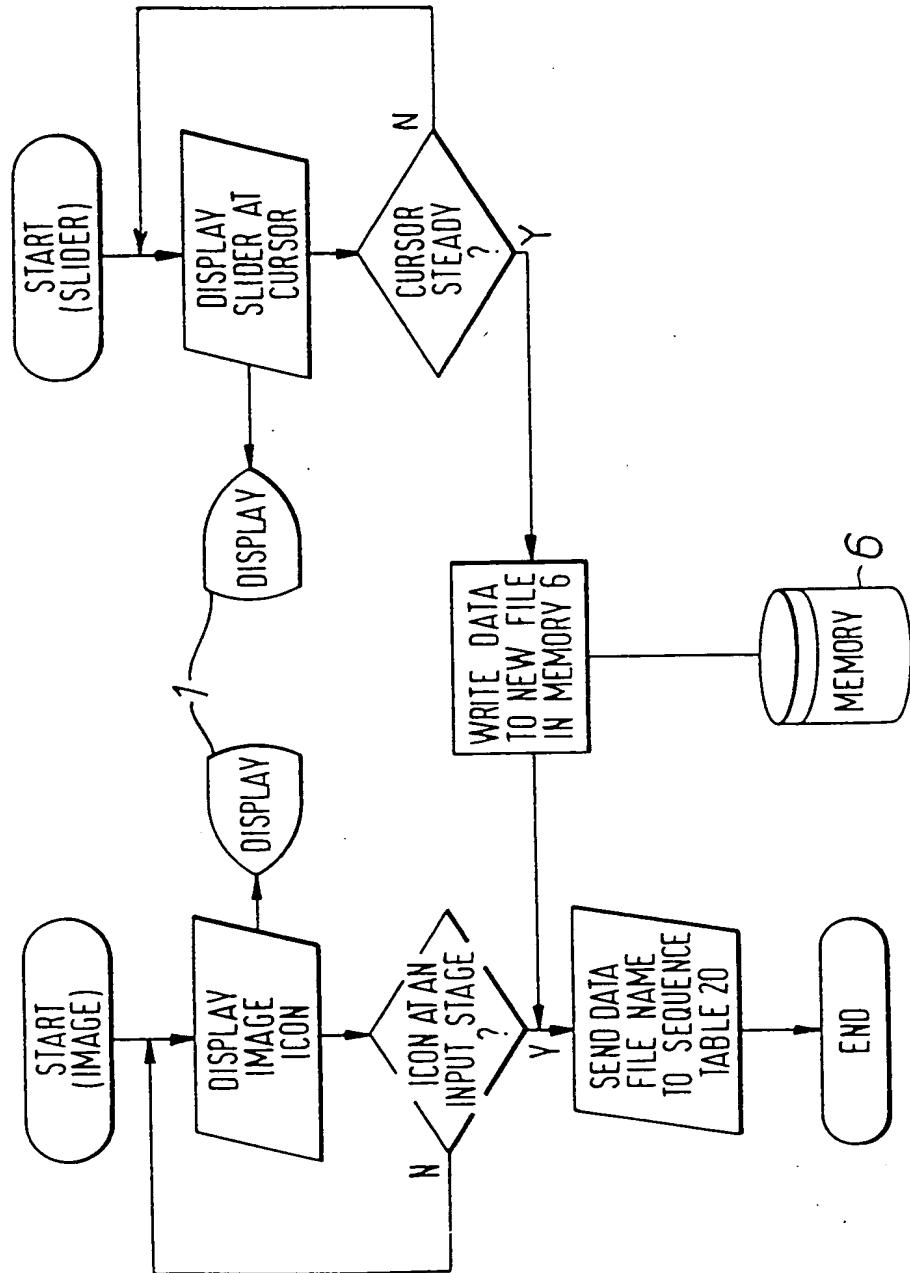 START
(IMAGE)
DISPLAY
IMAGE
ICON
DISPLAY
ICON AT AN
INPUT STAGE
?
N
Y
SEND DATA
FILE NAME
TO SEQUENCE
TABLE 20
END
1
START
(SLIDER)
DISPLAY
SLIDER AT
CURSOR
DISPLAY
CURSOR
STEADY
?
N
Y
WRITE DATA
TO NEW FILE
IN MEMORY 6
MEMORY
6